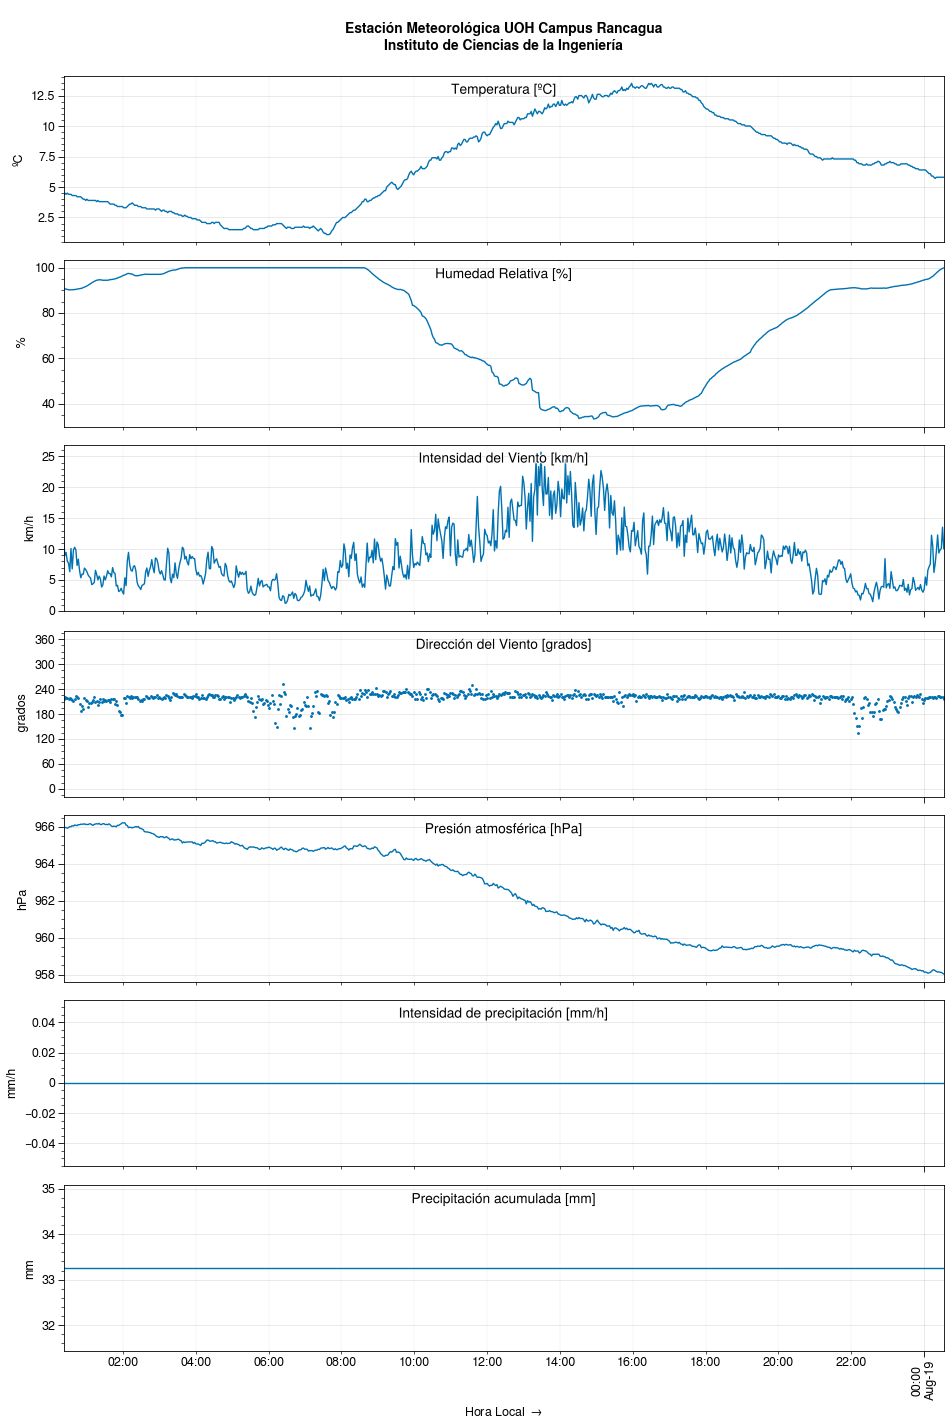 Estación Meteorológica UOH Campus Rancagua
Instituto de Ciencias de la Ingeniería
Temperatura [ºC]
12.5
10
7.5
5
2.5
ºC
Humedad Relativa [%]
100
80
60
40
%
Intensidad del Viento [km/h]
25
20
15
10
5
0
km/h
Dirección del Viento [grados]
360
300
240
180
120
60
0
grados
Presión atmosférica [hPa]
966
964
962
960
958
hPa
Intensidad de precipitación [mm/h]
0.04
0.02
0
−0.02
−0.04
mm/h
Precipitación acumulada [mm]
35
34
33
32
mm
02:00 04:00 06:00 08:00 10:00 12:00 14:00 16:00 18:00 20:00 22:00 00:00
Aug-19
Hora Local →